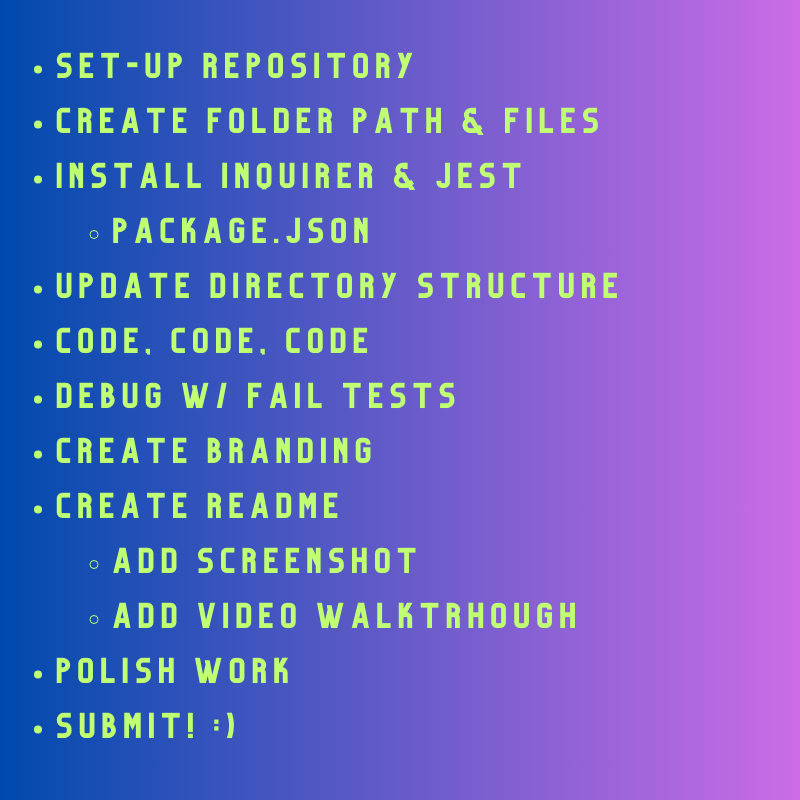 • SET-UP REPOSITORY
• CREATE FOLDER PATH & FILES
• INSTALL INQUIRER & JEST
◦ PACKAGE.JSON
• UPDATE DIRECTORY STRUCTURE
• CODE, CODE, CODE
• DEBUG W/ FAIL TESTS
• CREATE BRANDING
• CREATE README
◦ ADD SCREENSHOT
◦ ADD VIDEO WALKTRHOUGH
• POLISH WORK
• SUBMIT! :)